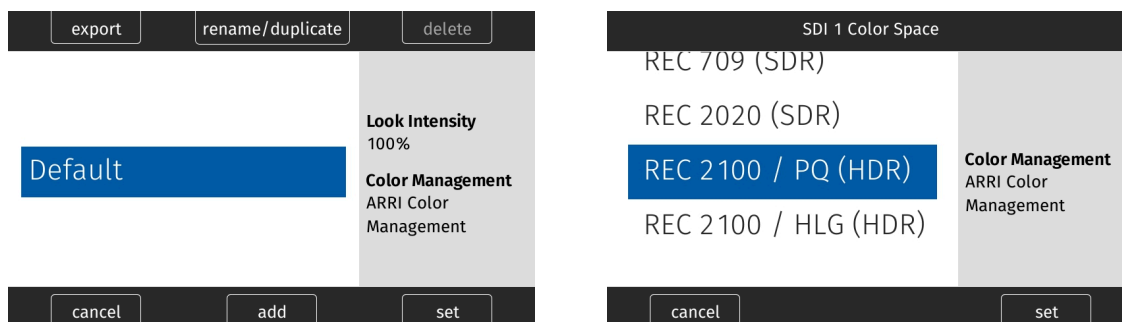 export
rename/duplicate
delete
Look Intensity
100%
Default
Color Management
ARRI Color
Management
cancel
add
set
SDI 1 Color Space
REC 709 (SDR)
REC 2020 (SDR)
REC 2100 / PQ (HDR)
REC 2100 / HLG (HDR)
Color Management
ARRI Color
Management
cancel
set